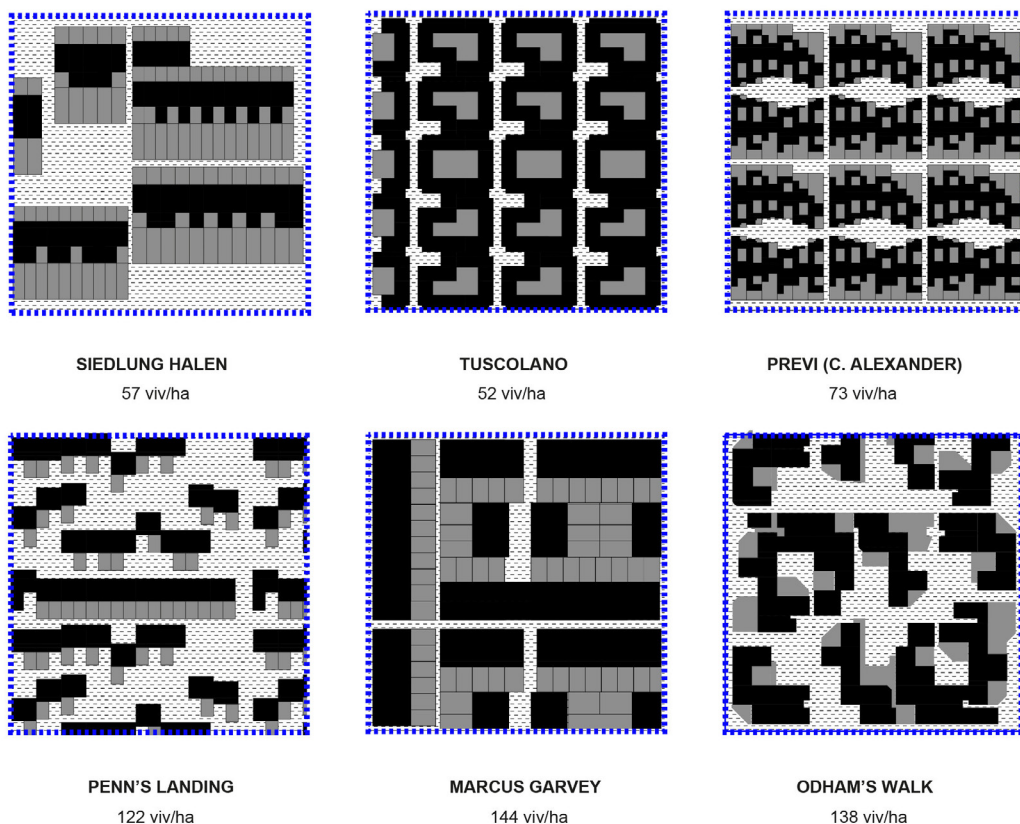 SIEDLUNG HALEN
57 viv/ha
TUSCOLANO
52 viv/ha
PREVI (C. ALEXANDER)
73 viv/ha
PENN'S LANDING
122 viv/ha
MARCUS GARVEY
144 viv/ha
ODHAM'S WALK
138 viv/ha